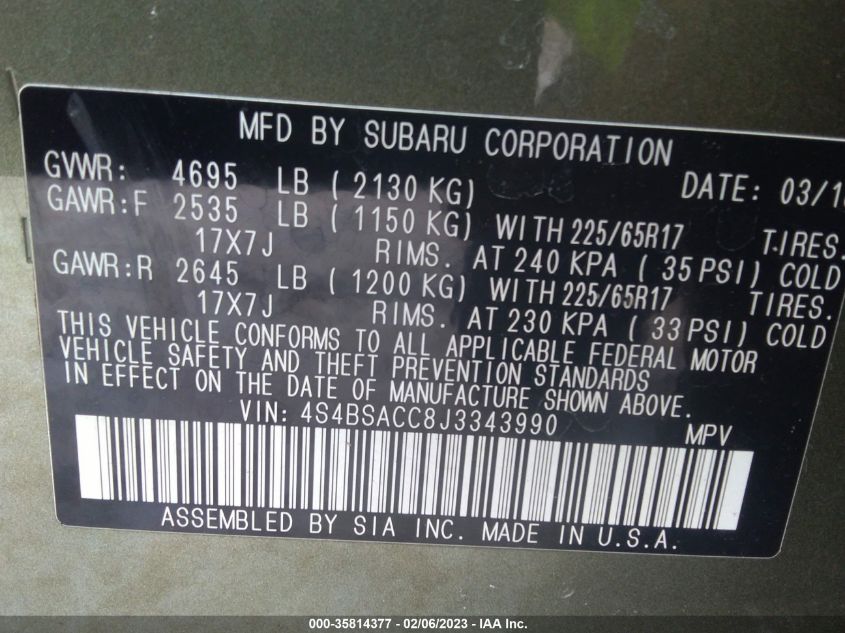 MFD BY SUBARU CORPORATION
GVWR: 4695 LB ( 2130 KG) DATE: 03/1
GAWR:F 2535 LB ( 1150 KG) WITH 225/65R17 TIRES.
17X7J RIMS. AT 240 KPA ( 35 PSI) COLD
GAWR:R 2645 LB ( 1200 KG) WITH 225/65R17 TIRES.
17X7J RIMS. AT 230 KPA ( 33 PSI) COLD
THIS VEHICLE CONFORMS TO ALL APPLICABLE FEDERAL MOTOR
VEHICLE SAFETY AND THEFT PREVENTION STANDARDS
IN EFFECT ON THE DATE OF MANUFACTURE SHOWN ABOVE.
VIN: 4S4BSACC8J3343990 MPV
ASSEMBLED BY SIA INC. MADE IN U.S.A.
000-35814377 - 02/06/2023 - IAA Inc.